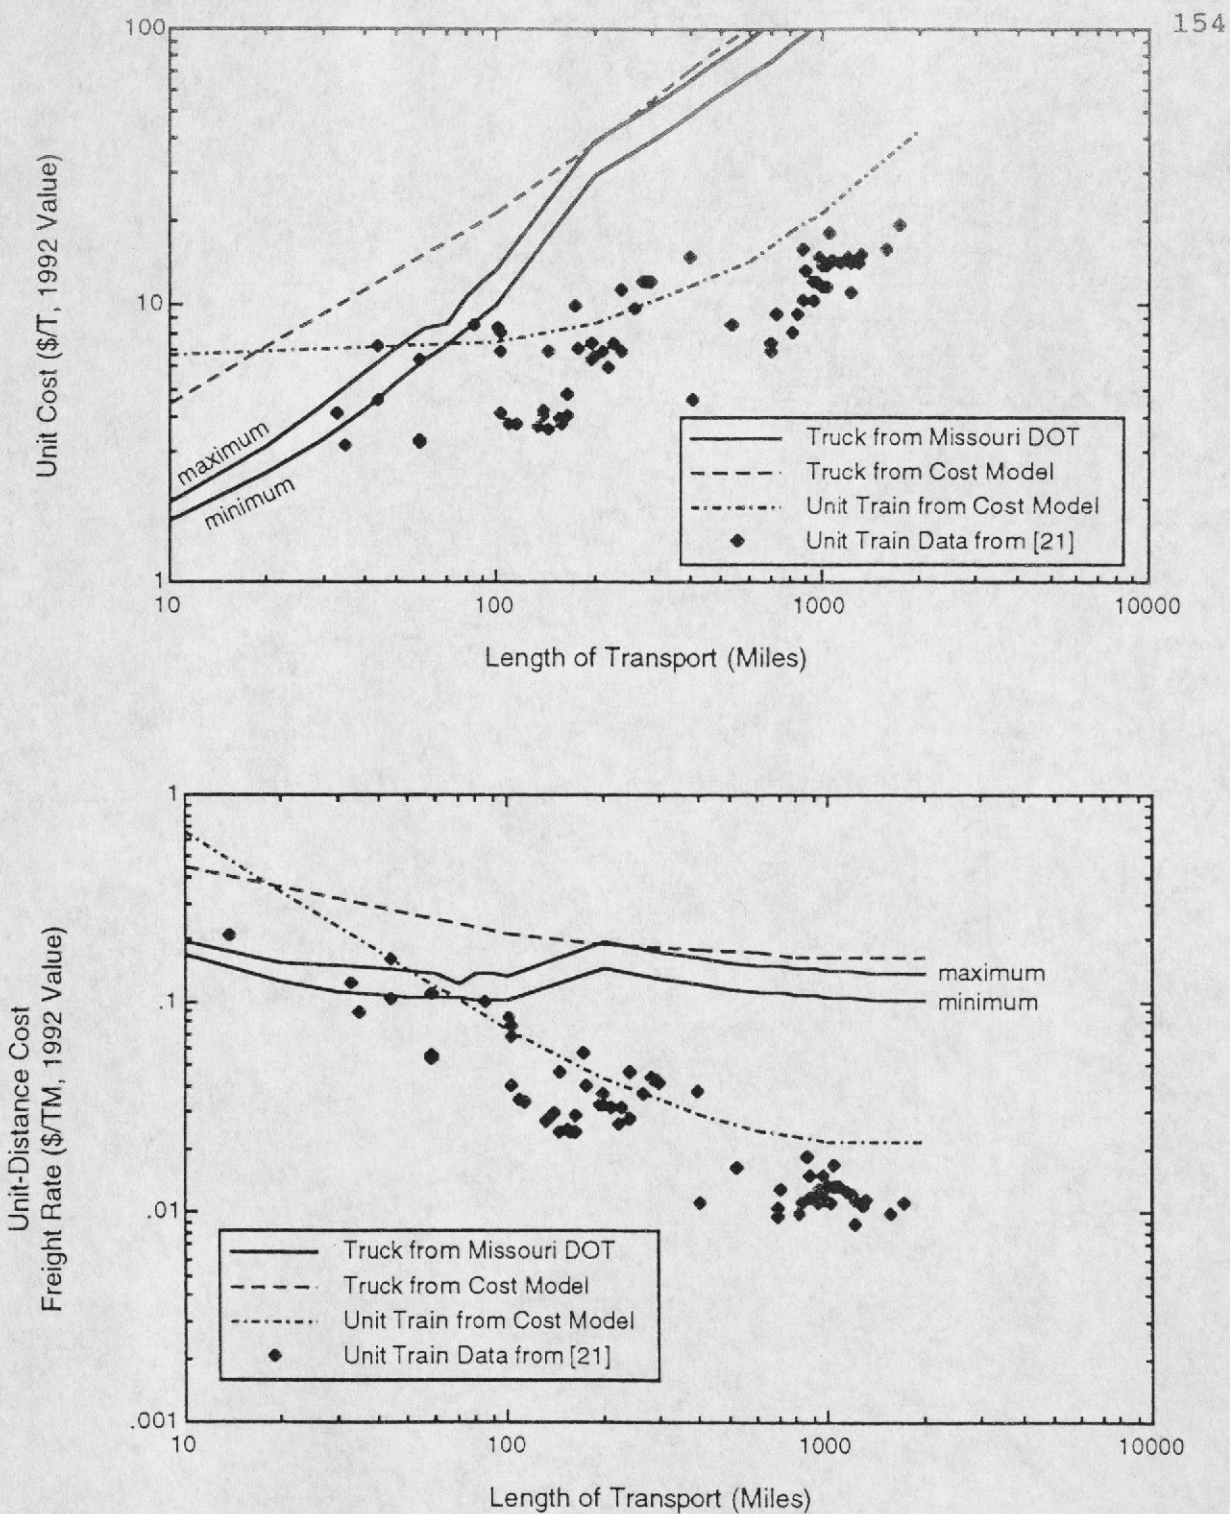 154
100
10
1
Unit Cost ($/T, 1992 Value)
maximum
minimum
Truck from Missouri DOT
Truck from Cost Model
Unit Train from Cost Model
Unit Train Data from [21]
10
100
1000
10000
Length of Transport (Miles)
1
.1
.01
.001
Unit-Distance Cost
Freight Rate ($/TM, 1992 Value)
maximum
minimum
Truck from Missouri DOT
Truck from Cost Model
Unit Train from Cost Model
Unit Train Data from [21]
10
100
1000
10000
Length of Transport (Miles)